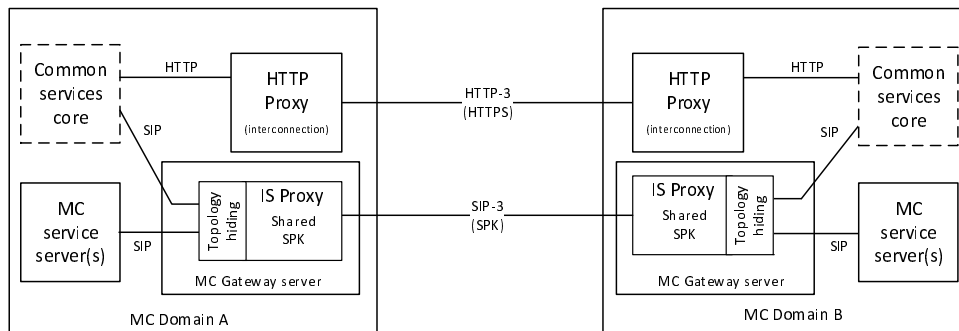 Common
services
core
HTTP
HTTP
Proxy
(interconnection)
SIP
MC
service
server(s)
SIP
Topology
hiding
IS Proxy
Shared
SPK
MC Gateway server
MC Domain A
HTTP-3
(HTTPS)
SIP-3
(SPK)
HTTP
Proxy
(interconnection)
HTTP
Common
services
core
SIP
IS Proxy
Shared
SPK
Topology
hiding
MC Gateway server
SIP
MC
service
server(s)
MC Domain B